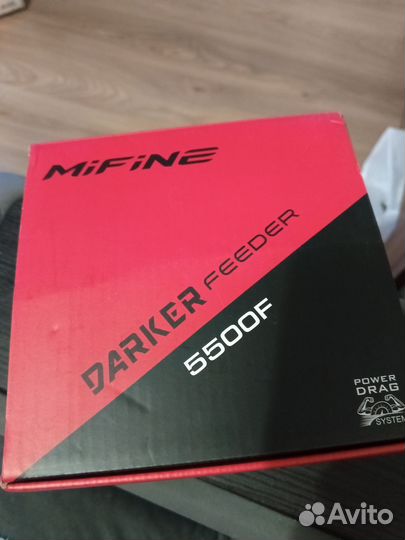 MiFiNE
DARKER FEEDER
5500F
POWER
DRAG
SYSTEM
Avito